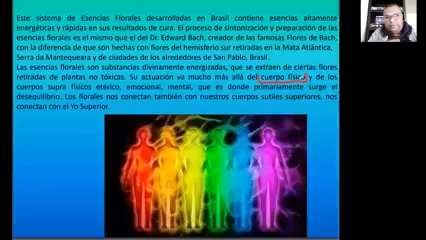 Este sistema de Esencias Florales desarrolladas en Brasil contiene esencias altamente
energéticas y rápidas en sus resultados de cura. El proceso de sintonización y preparación de las
esencias florales es el mismo que el del Dr. Edward Bach, creador de las famosas Flores de Bach,
con la diferencia de que son hechas con flores del hemisferio sur retiradas en la Mata Atlántica,
Serra da Manteguera y de ciudades de los alrededores de San Pablo, Brasil.
Las esencias florales son substancias divinamente energizadas, que se extraen de ciertas flores
retiradas de plantas no tóxicas. Su actuación va mucho más allá del cuerpo físico y de los
cuerpos supra físicos etérico, emocional, mental, que es donde primariamente surge el
desequilibrio. Los florales nos conectan también con nuestros cuerpos sutiles superiores, nos
conectan con el Yo Superior.